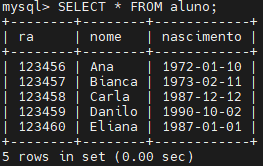 mysql> SELECT * FROM aluno;
+--------+--------+------------+
| ra     | nome   | nascimento |
+--------+--------+------------+
| 123456 | Ana    | 1972-01-10 |
| 123457 | Bianca | 1973-02-11 |
| 123458 | Carla  | 1987-12-12 |
| 123459 | Danilo | 1990-10-02 |
| 123460 | Eliana | 1987-01-01 |
+--------+--------+------------+
5 rows in set (0.00 sec)